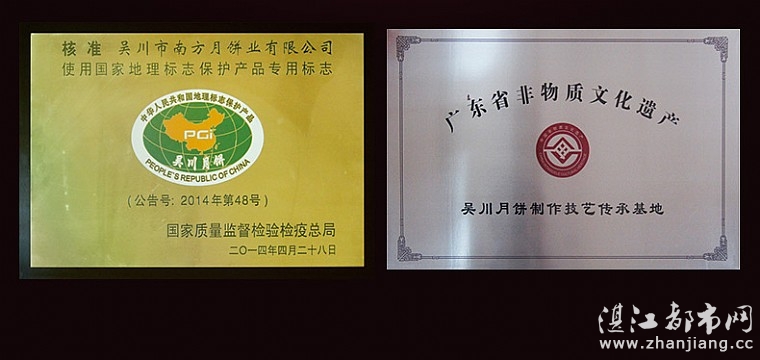 核准 吴川市南方月饼业有限公司
使用国家地理标志保护产品专用标志
中华人民共和国地理标志保护产品
PGi
吴川月饼
PEOPLE'S REPUBLIC OF CHINA
(公告号: 2014年第48号)
国家质量监督检验检疫总局
二〇一四年四月二十八日
广东省非物质文化遗产
吴川月饼制作技艺传承基地
湛江都市网
www.zhanjiang.cc